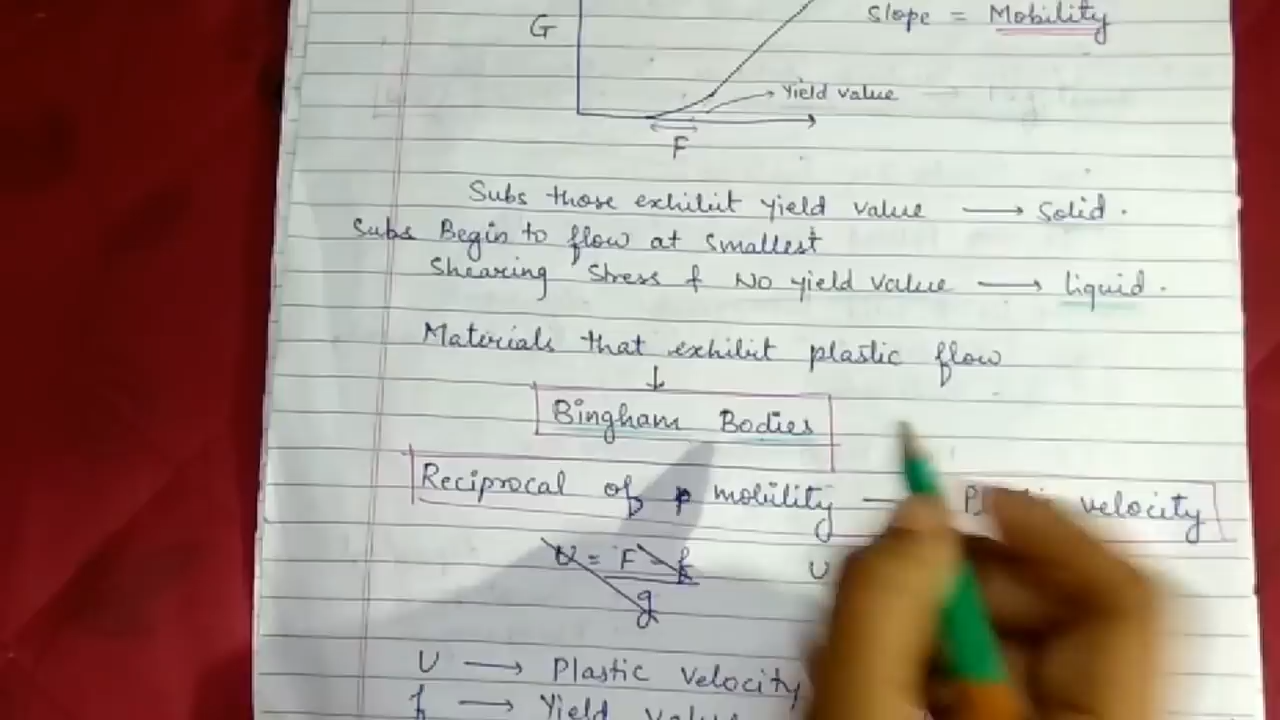 G
Slope = Mobility
Yield value
F
Subs those exhibit yield value → Solid.
Subs Begin to flow at smallest
Shearing Stress & No yield value → liquid.
Materials that exhibit plastic flow
↓
Bingham Bodies
Reciprocal of mobility — velocity
U = F - f
g
U
U → Plastic Velocity
f → Yield value